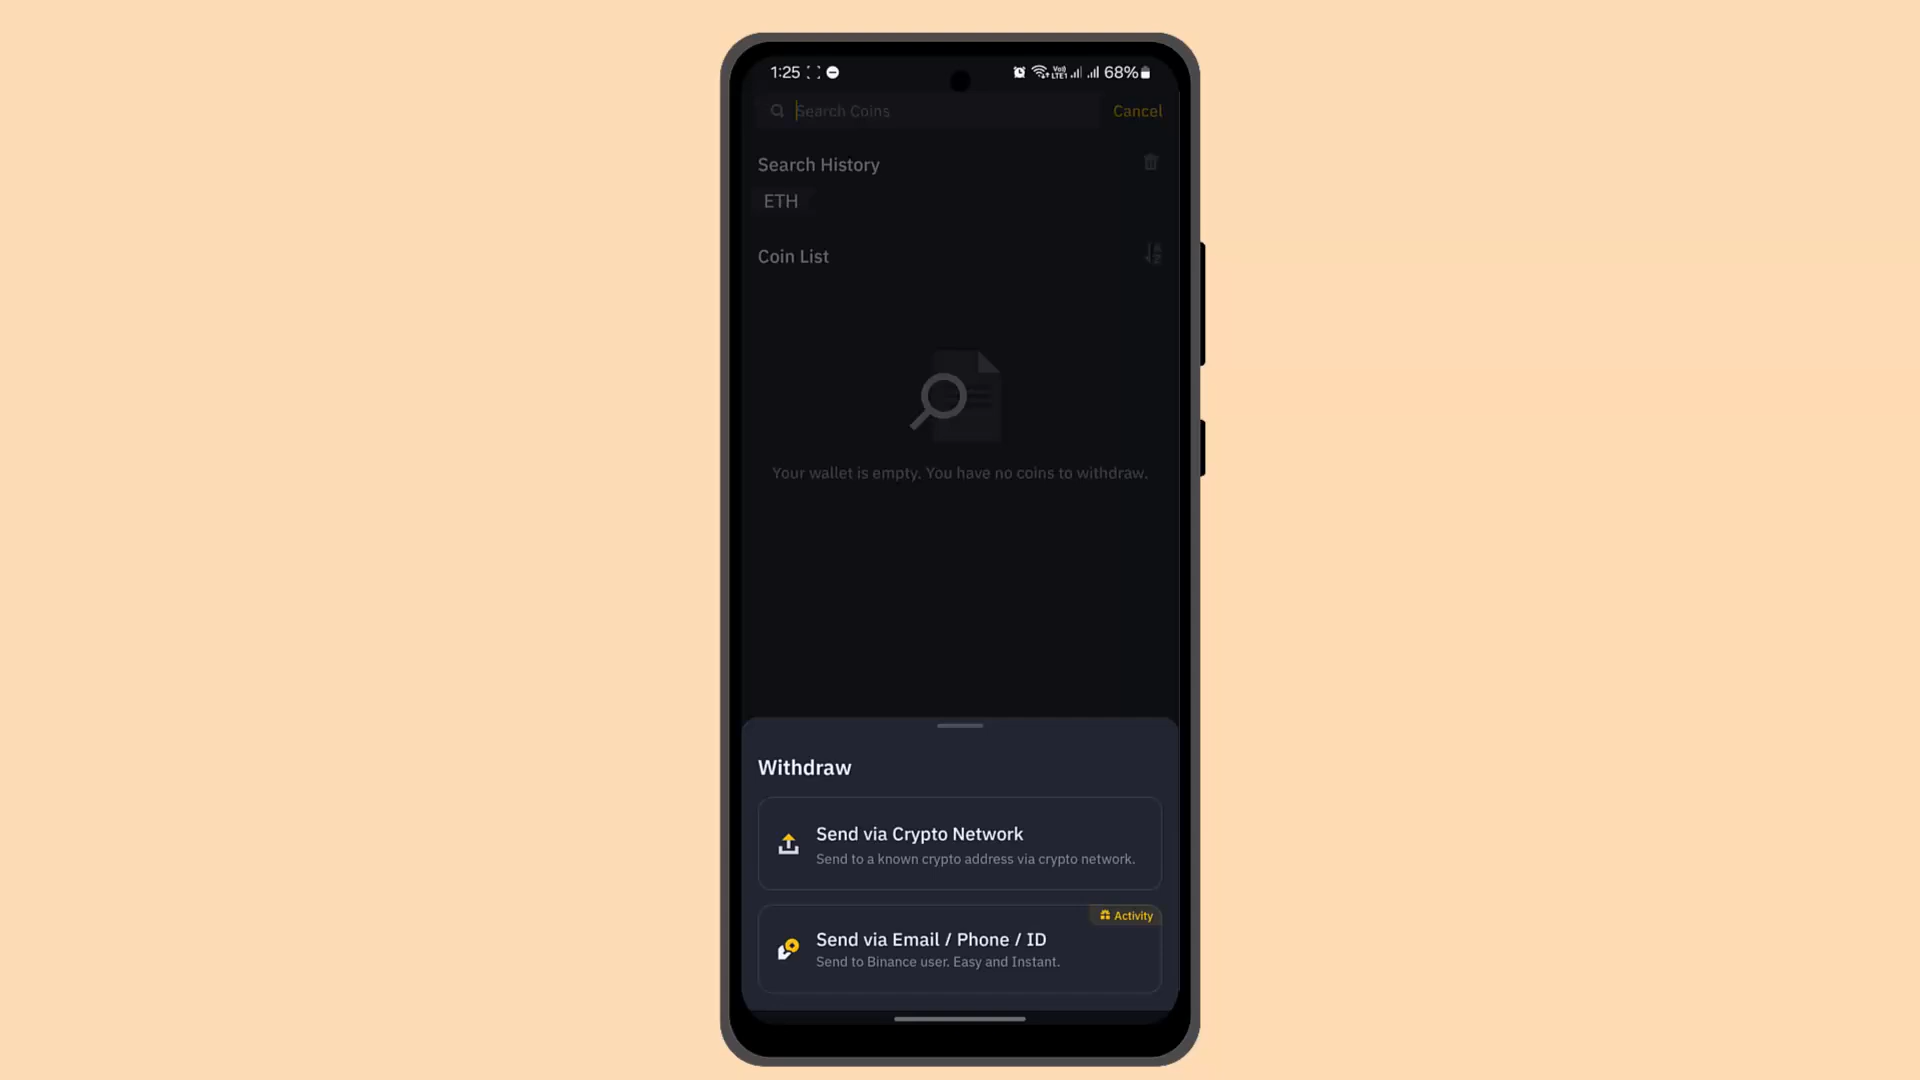 1:25 68%
Search Coins Cancel
Search History
ETH
Coin List
Your wallet is empty. You have no coins to withdraw.
Withdraw
Send via Crypto Network
Send to a known crypto address via crypto network.
Activity
Send via Email / Phone / ID
Send to Binance user. Easy and Instant.